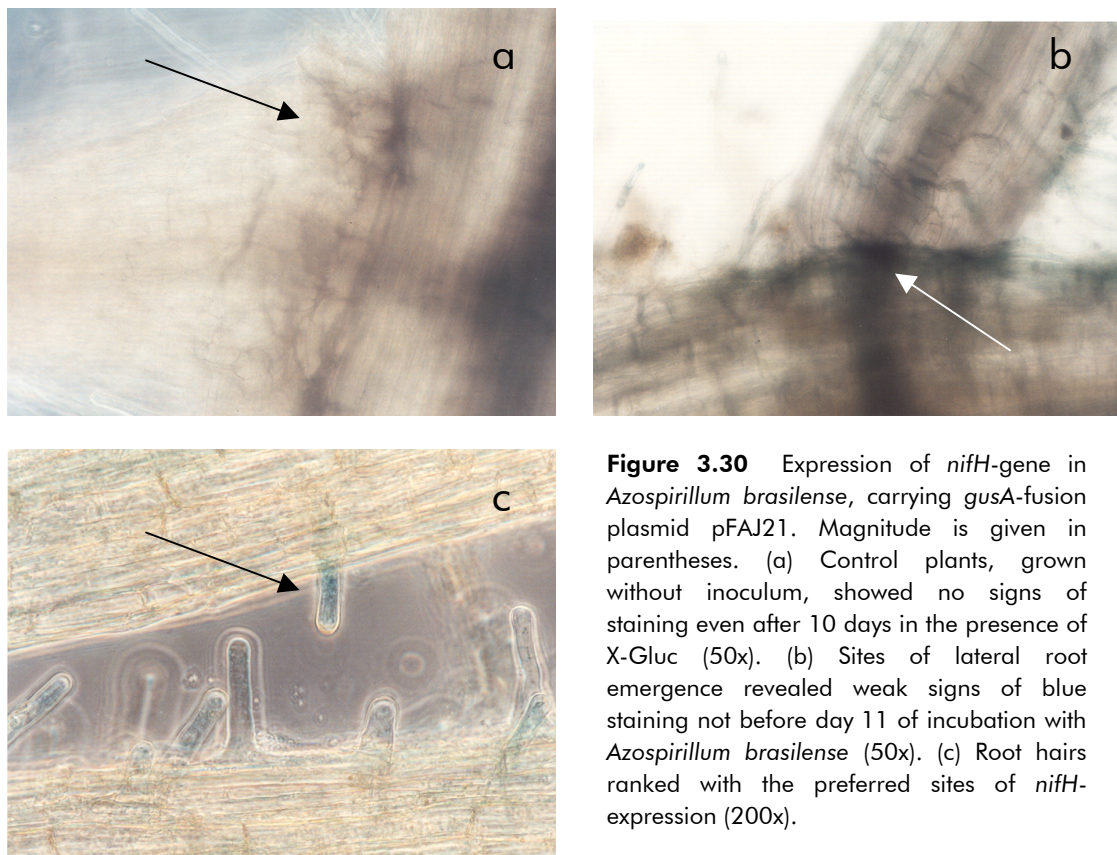 a
b
c
Figure 3.30 Expression of nifH-gene in
Azospirillum brasilense, carrying gusA-fusion
plasmid pFAJ21. Magnitude is given in
parentheses. (a) Control plants, grown
without inoculum, showed no signs of
staining even after 10 days in the presence of
X-Gluc (50x). (b) Sites of lateral root
emergence revealed weak signs of blue
staining not before day 11 of incubation with
Azospirillum brasilense (50x). (c) Root hairs
ranked with the preferred sites of nifH-
expression (200x).